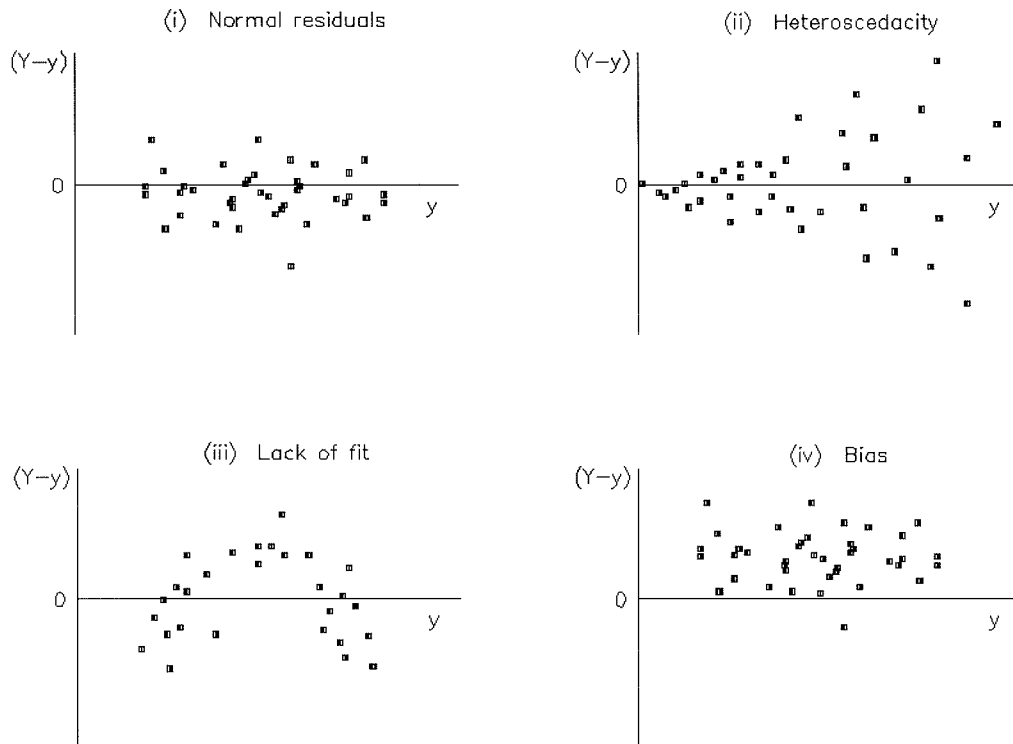 (i) Normal residuals
(Y–y)
0
y
(ii) Heteroscedacity
(Y–y)
0
y
(iii) Lack of fit
(Y–y)
0
y
(iv) Bias
(Y–y)
0
y